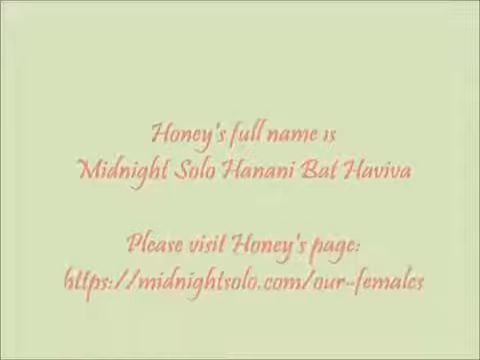 Honey's full name is
Midnight Solo Hanani Bat Haviva
Please visit Honey's page:
https://midnightsolo.com/our-females